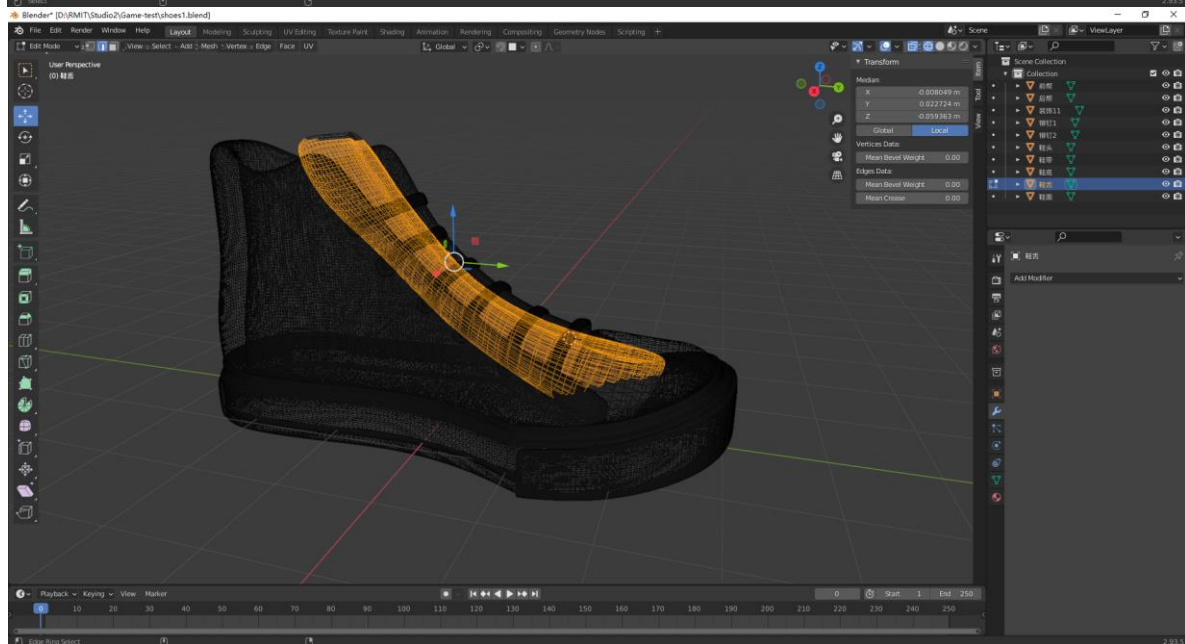 2.93.5
Blender* [D:\RMIT\Studio2\Game-test\shoes1.blend]
File Edit Render Window Help Layout Modeling Sculpting UV Editing Texture Paint Shading Animation Rendering Compositing Geometry Nodes Scripting + Scene ViewLayer
Edit Mode View Select Add Mesh Vertex Edge Face UV Global
User Perspective
(0) 鞋舌
Z
Y
X
Transform
Median:
X -0.008049 m
Y 0.022724 m
Z -0.059363 m
Global Local
Vertices Data:
Mean Bevel Weight 0.00
Edges Data:
Mean Bevel Weight 0.00
Mean Crease 0.00
Item
Tool
View
Scene Collection
Collection
前帮
后帮
装饰11
铆钉1
铆钉2
鞋头
鞋带
鞋底
鞋舌
鞋面
鞋舌
Add Modifier
Playback Keying View Marker 0 Start 1 End 250
0 10 20 30 40 50 60 70 80 90 100 110 120 130 140 150 160 170 180 190 200 210 220 230 240 250
Edge Ring Select 2.93.5